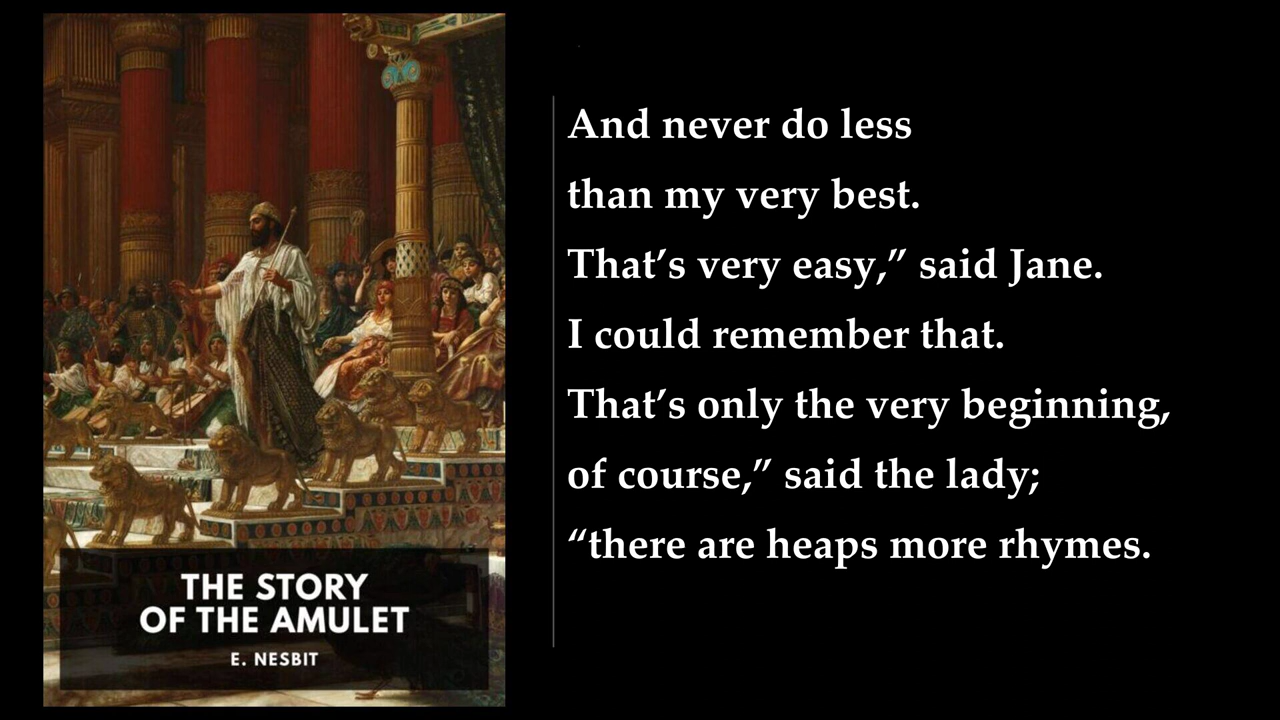 THE STORY
OF THE AMULET
E. NESBIT
And never do less
than my very best.
That’s very easy,” said Jane.
I could remember that.
That’s only the very beginning,
of course,” said the lady;
“there are heaps more rhymes.